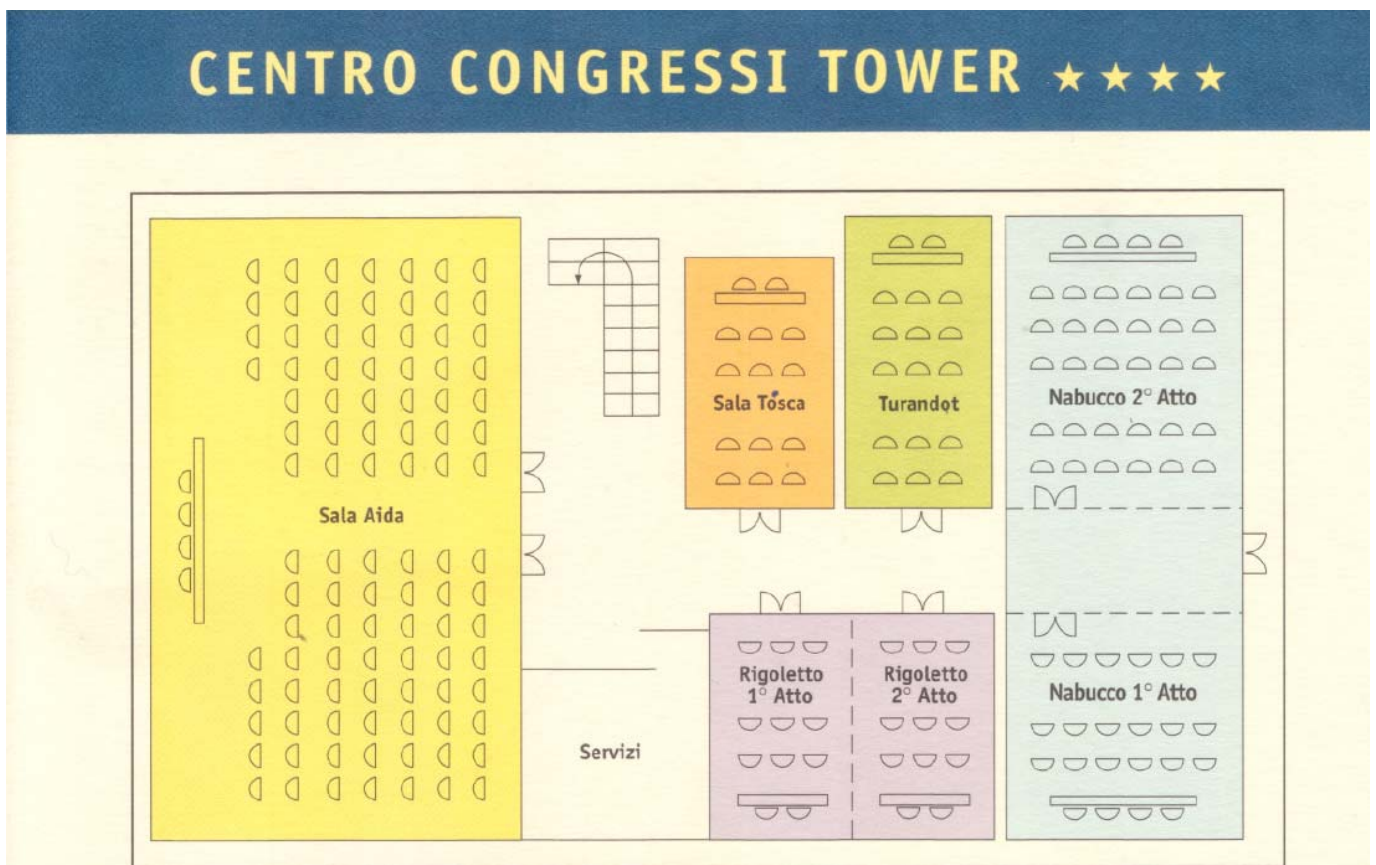 CENTRO CONGRESSI TOWER ★★★★
Sala Tosca
Turandot
Nabucco 2° Atto
Sala Aida
Rigoletto
1° Atto
Rigoletto
2° Atto
Nabucco 1° Atto
Servizi